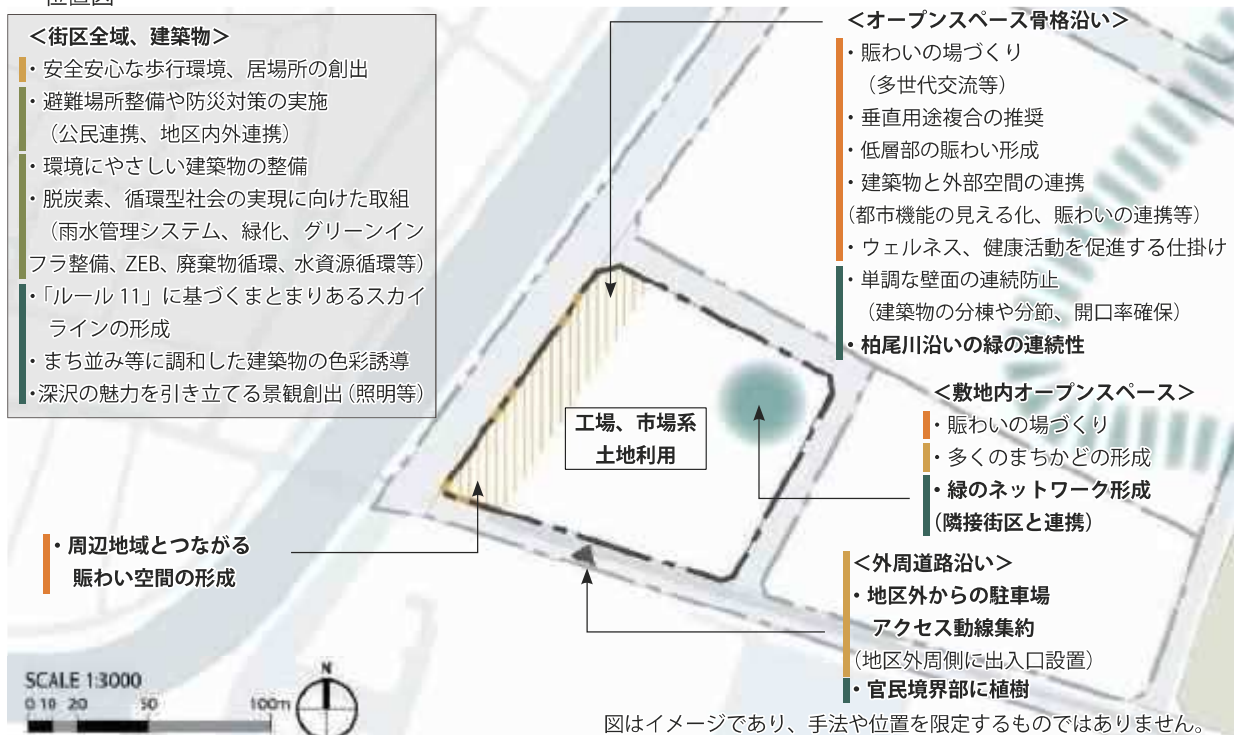 位置図
＜街区全域、建築物＞
・安全安心な歩行環境、居場所の創出
・避難場所整備や防災対策の実施
（公民連携、地区内外連携）
・環境にやさしい建築物の整備
・脱炭素、循環型社会の実現に向けた取組
（雨水管理システム、緑化、グリーンイン
フラ整備、ZEB、廃棄物循環、水資源循環等）
・「ルール 11」に基づくまとまりあるスカイ
ラインの形成
・まち並み等に調和した建築物の色彩誘導
・深沢の魅力を引き立てる景観創出（照明等）
＜オープンスペース骨格沿い＞
・賑わいの場づくり
（多世代交流等）
・垂直用途複合の推奨
・低層部の賑わい形成
・建築物と外部空間の連携
（都市機能の見える化、賑わいの連携等）
・ウェルネス、健康活動を促進する仕掛け
・単調な壁面の連続防止
（建築物の分棟や分節、開口率確保）
・柏尾川沿いの緑の連続性
＜敷地内オープンスペース＞
・賑わいの場づくり
・多くのまちかどの形成
・緑のネットワーク形成
（隣接街区と連携）
工場、市場系
土地利用
・周辺地域とつながる
賑わい空間の形成
＜外周道路沿い＞
・地区外からの駐車場
アクセス動線集約
（地区外周側に出入口設置）
・官民境界部に植樹
SCALE 1:3000
0 10 20 50 100m
N
図はイメージであり、手法や位置を限定するものではありません。